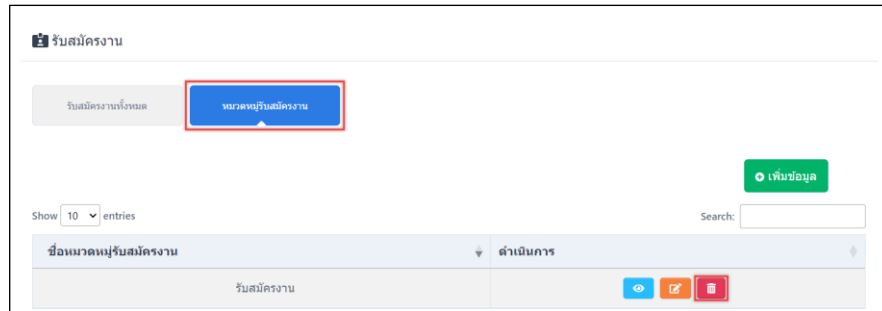 รับสมัครงาน
รับสมัครงานทั้งหมด หมวดหมู่รับสมัครงาน
เพิ่มข้อมูล
Show 10 entries Search:
ชื่อหมวดหมู่รับสมัครงาน ดำเนินการ
รับสมัครงาน